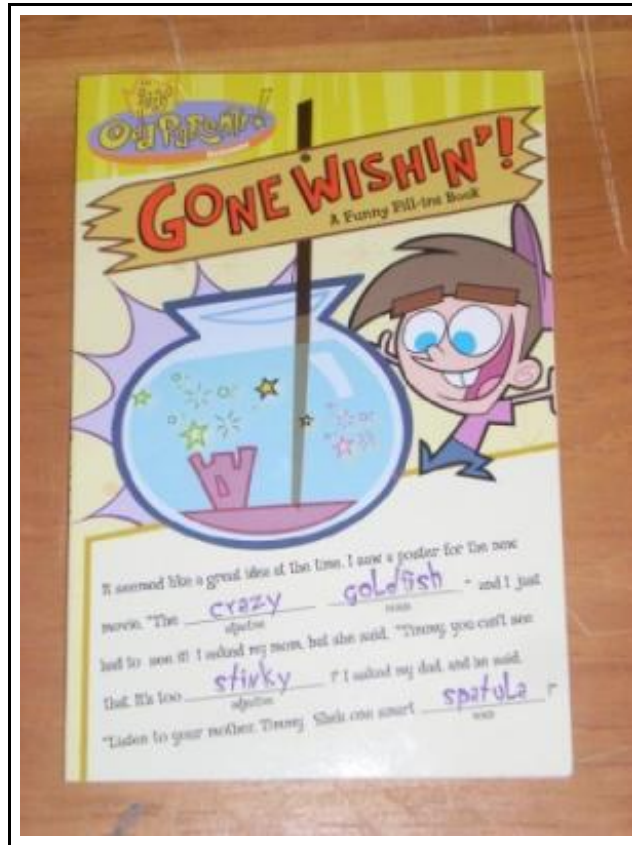 Odd Parents!
GONE WISHIN'!
A Funny Fill-Ins Book
It seemed like a great idea at the time. I saw a poster for the new
movie, "The crazy goldfish " and I just
adjective noun
had to see it! I asked my mom, but she said, "Timmy, you can't see
that. It's too stinky !" I asked my dad, and he said,
adjective
"Listen to your mother, Timmy. She's one smart spatula !"
noun